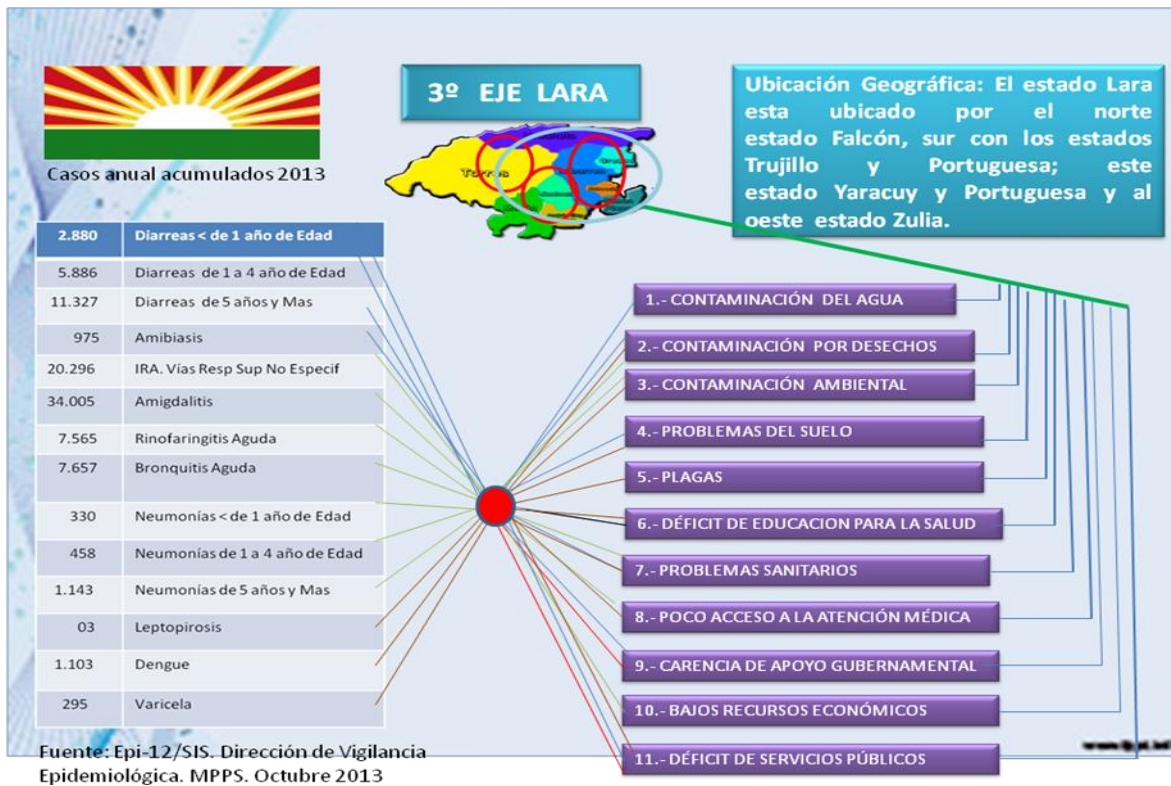 3º EJE LARA
Ubicación Geográfica: El estado Lara
esta ubicado por el norte
estado Falcón, sur con los estados
Trujillo y Portuguesa; este
estado Yaracuy y Portuguesa y al
oeste estado Zulia.
Casos anual acumulados 2013
Torres
2.880 Diarreas < de 1 año de Edad
5.886 Diarreas de 1 a 4 año de Edad
11.327 Diarreas de 5 años y Mas
975 Amibiasis
20.296 IRA. Vías Resp Sup No Especif
34.005 Amigdalitis
7.565 Rinofaringitis Aguda
7.657 Bronquitis Aguda
330 Neumonías < de 1 año de Edad
458 Neumonías de 1 a 4 año de Edad
1.143 Neumonías de 5 años y Mas
03 Leptopirosis
1.103 Dengue
295 Varicela
1.- CONTAMINACIÓN DEL AGUA
2.- CONTAMINACIÓN POR DESECHOS
3.- CONTAMINACIÓN AMBIENTAL
4.- PROBLEMAS DEL SUELO
5.- PLAGAS
6.- DÉFICIT DE EDUCACION PARA LA SALUD
7.- PROBLEMAS SANITARIOS
8.- POCO ACCESO A LA ATENCIÓN MÉDICA
9.- CARENCIA DE APOYO GUBERNAMENTAL
10.- BAJOS RECURSOS ECONÓMICOS
11.- DÉFICIT DE SERVICIOS PÚBLICOS
Fuente: Epi-12/SIS. Dirección de Vigilancia
Epidemiológica. MPPS. Octubre 2013